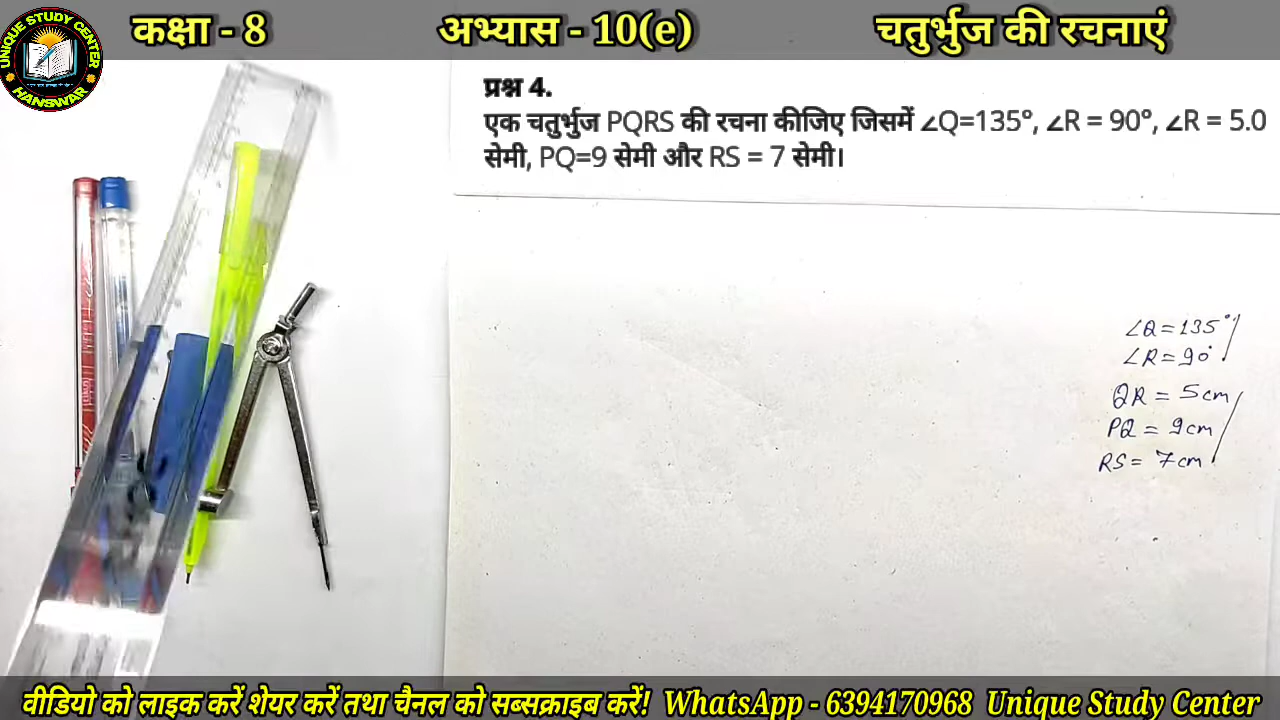 कक्षा - 8
अभ्यास - 10(e)
चतुर्भुज की रचनाएं
UNIQUE STUDY CENTER
HANSWAR
प्रश्न 4.
एक चतुर्भुज PQRS की रचना कीजिए जिसमें ∠Q=135°, ∠R = 90°, ∠R = 5.0
सेमी, PQ=9 सेमी और RS = 7 सेमी।
∠Q = 135°
∠R = 90°
QR = 5cm
PQ = 9cm
RS = 7cm
वीडियो को लाइक करें शेयर करें तथा चैनल को सब्सक्राइब करें! WhatsApp - 6394170968 Unique Study Center